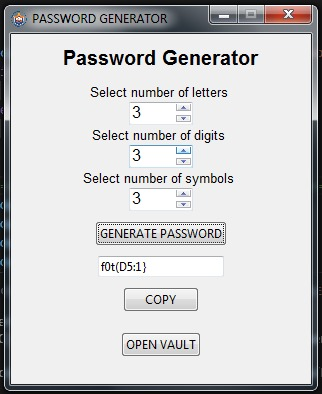 PASSWORD GENERATOR
Password Generator
Select number of letters
3
Select number of digits
3
Select number of symbols
3
GENERATE PASSWORD
f0t(D5:1}
COPY
OPEN VAULT